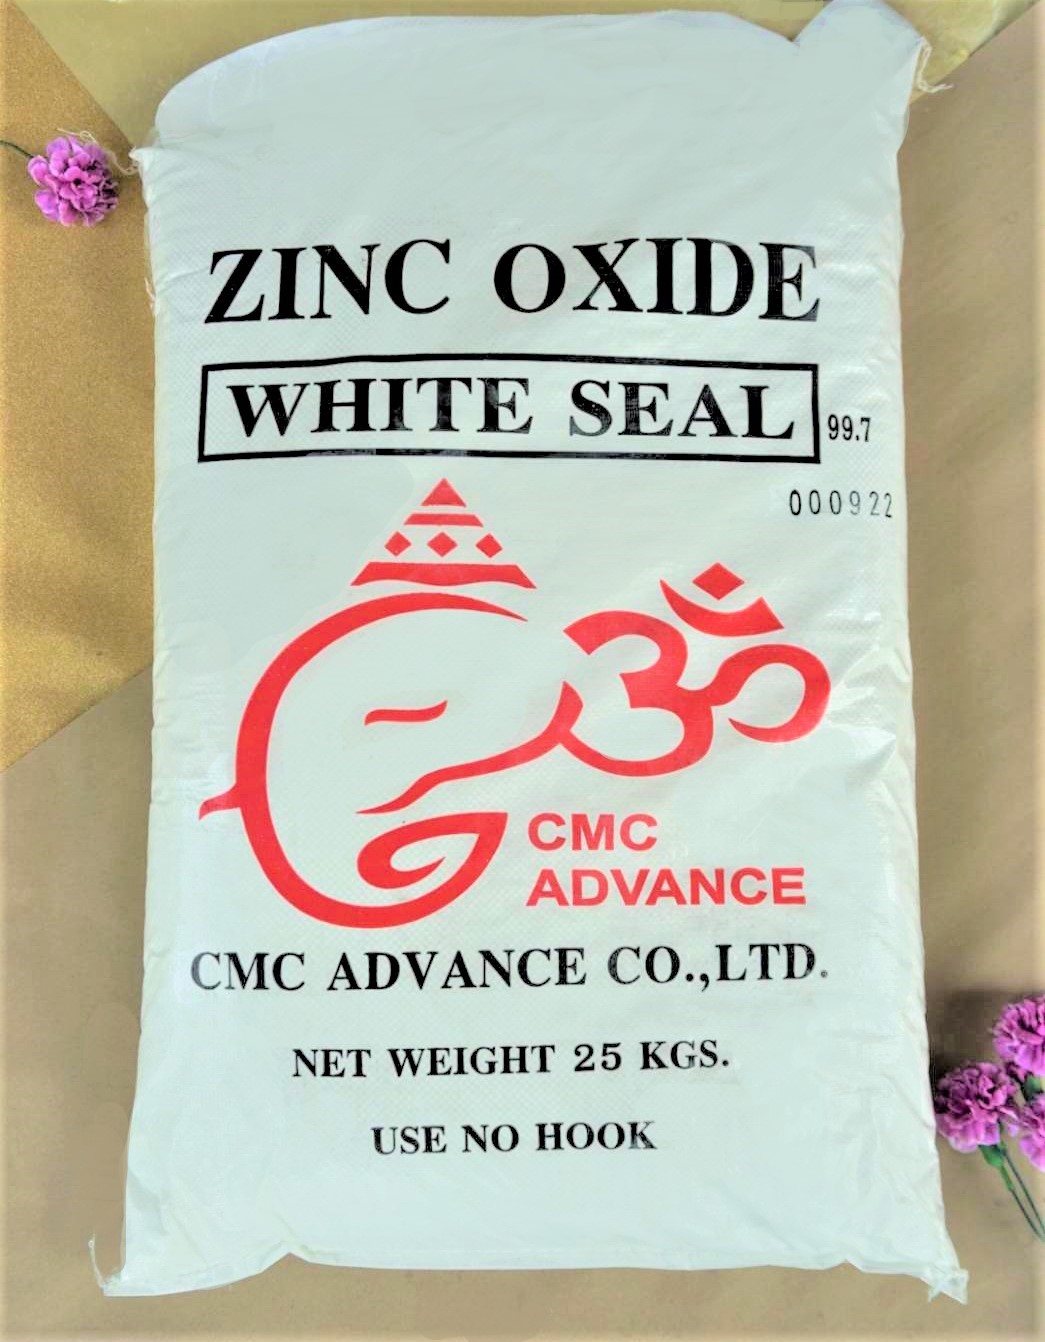 ZINC OXIDE
WHITE SEAL 99.7
000922
CMC
ADVANCE
CMC ADVANCE CO.,LTD.
NET WEIGHT 25 KGS.
USE NO HOOK